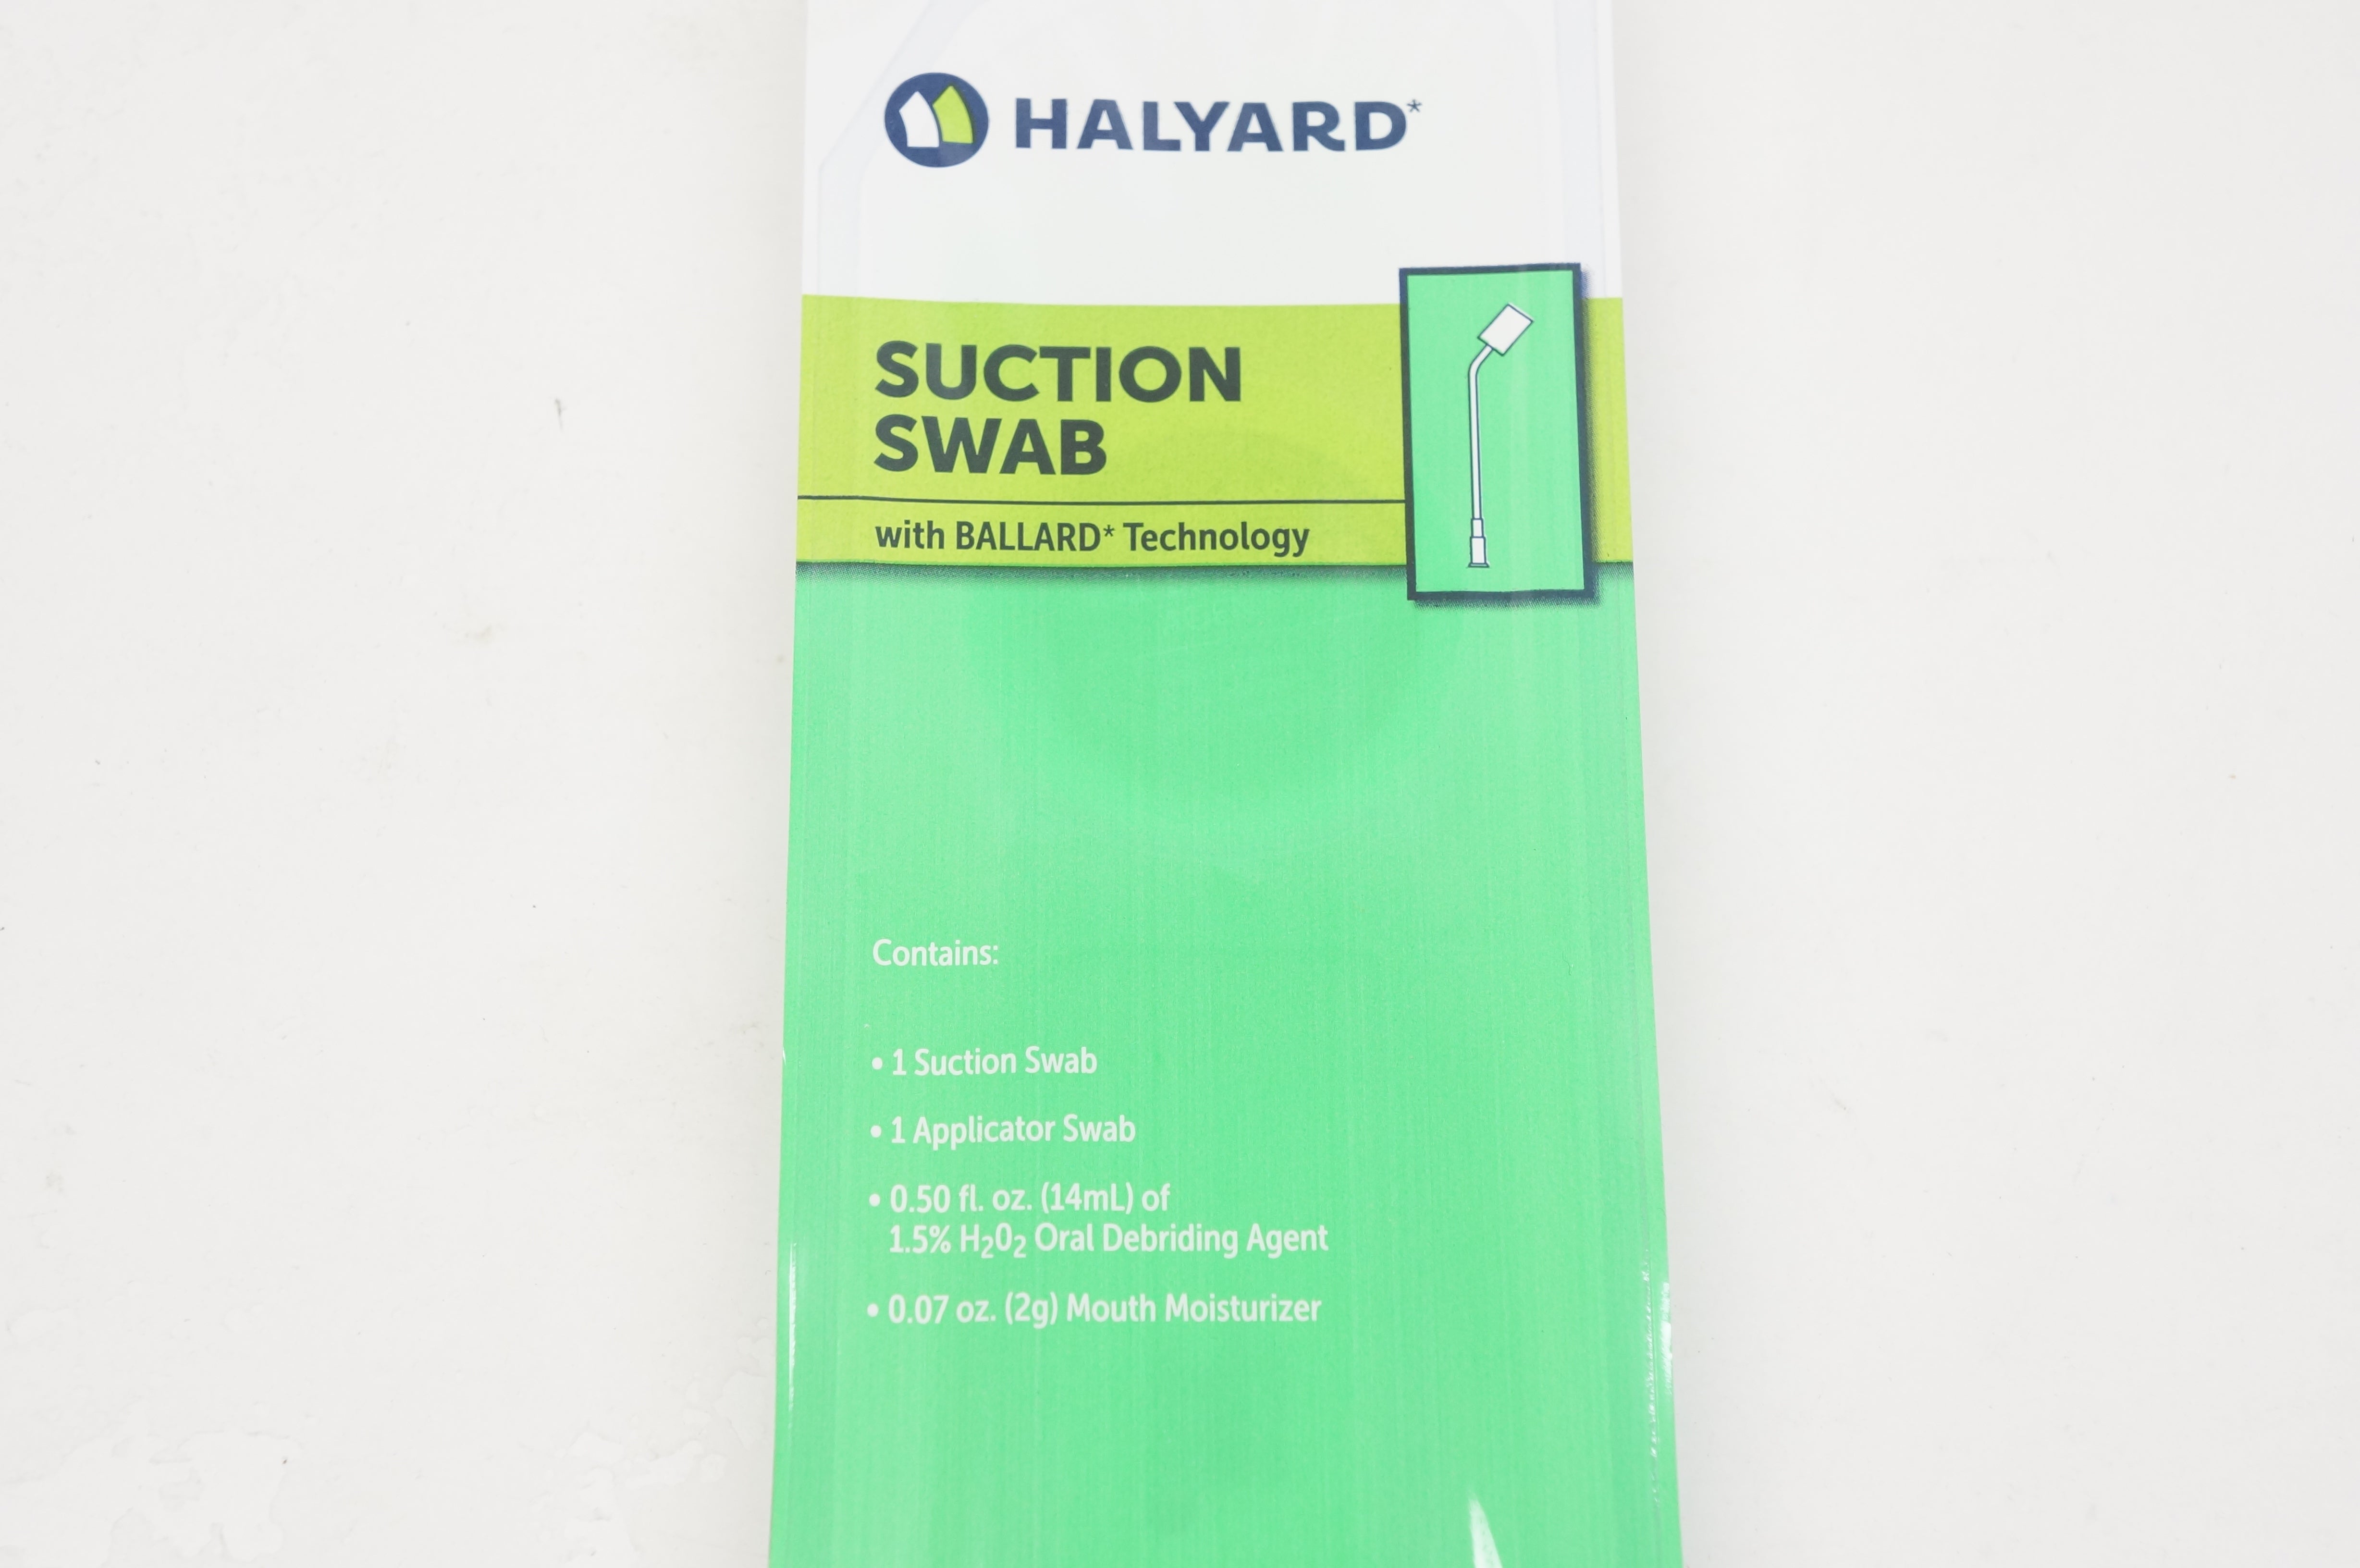 HALYARD*
SUCTION
SWAB
with BALLARD* Technology
Contains:
• 1 Suction Swab
• 1 Applicator Swab
• 0.50 fl. oz. (14mL) of
1.5% H₂0₂ Oral Debriding Agent
• 0.07 oz. (2g) Mouth Moisturizer